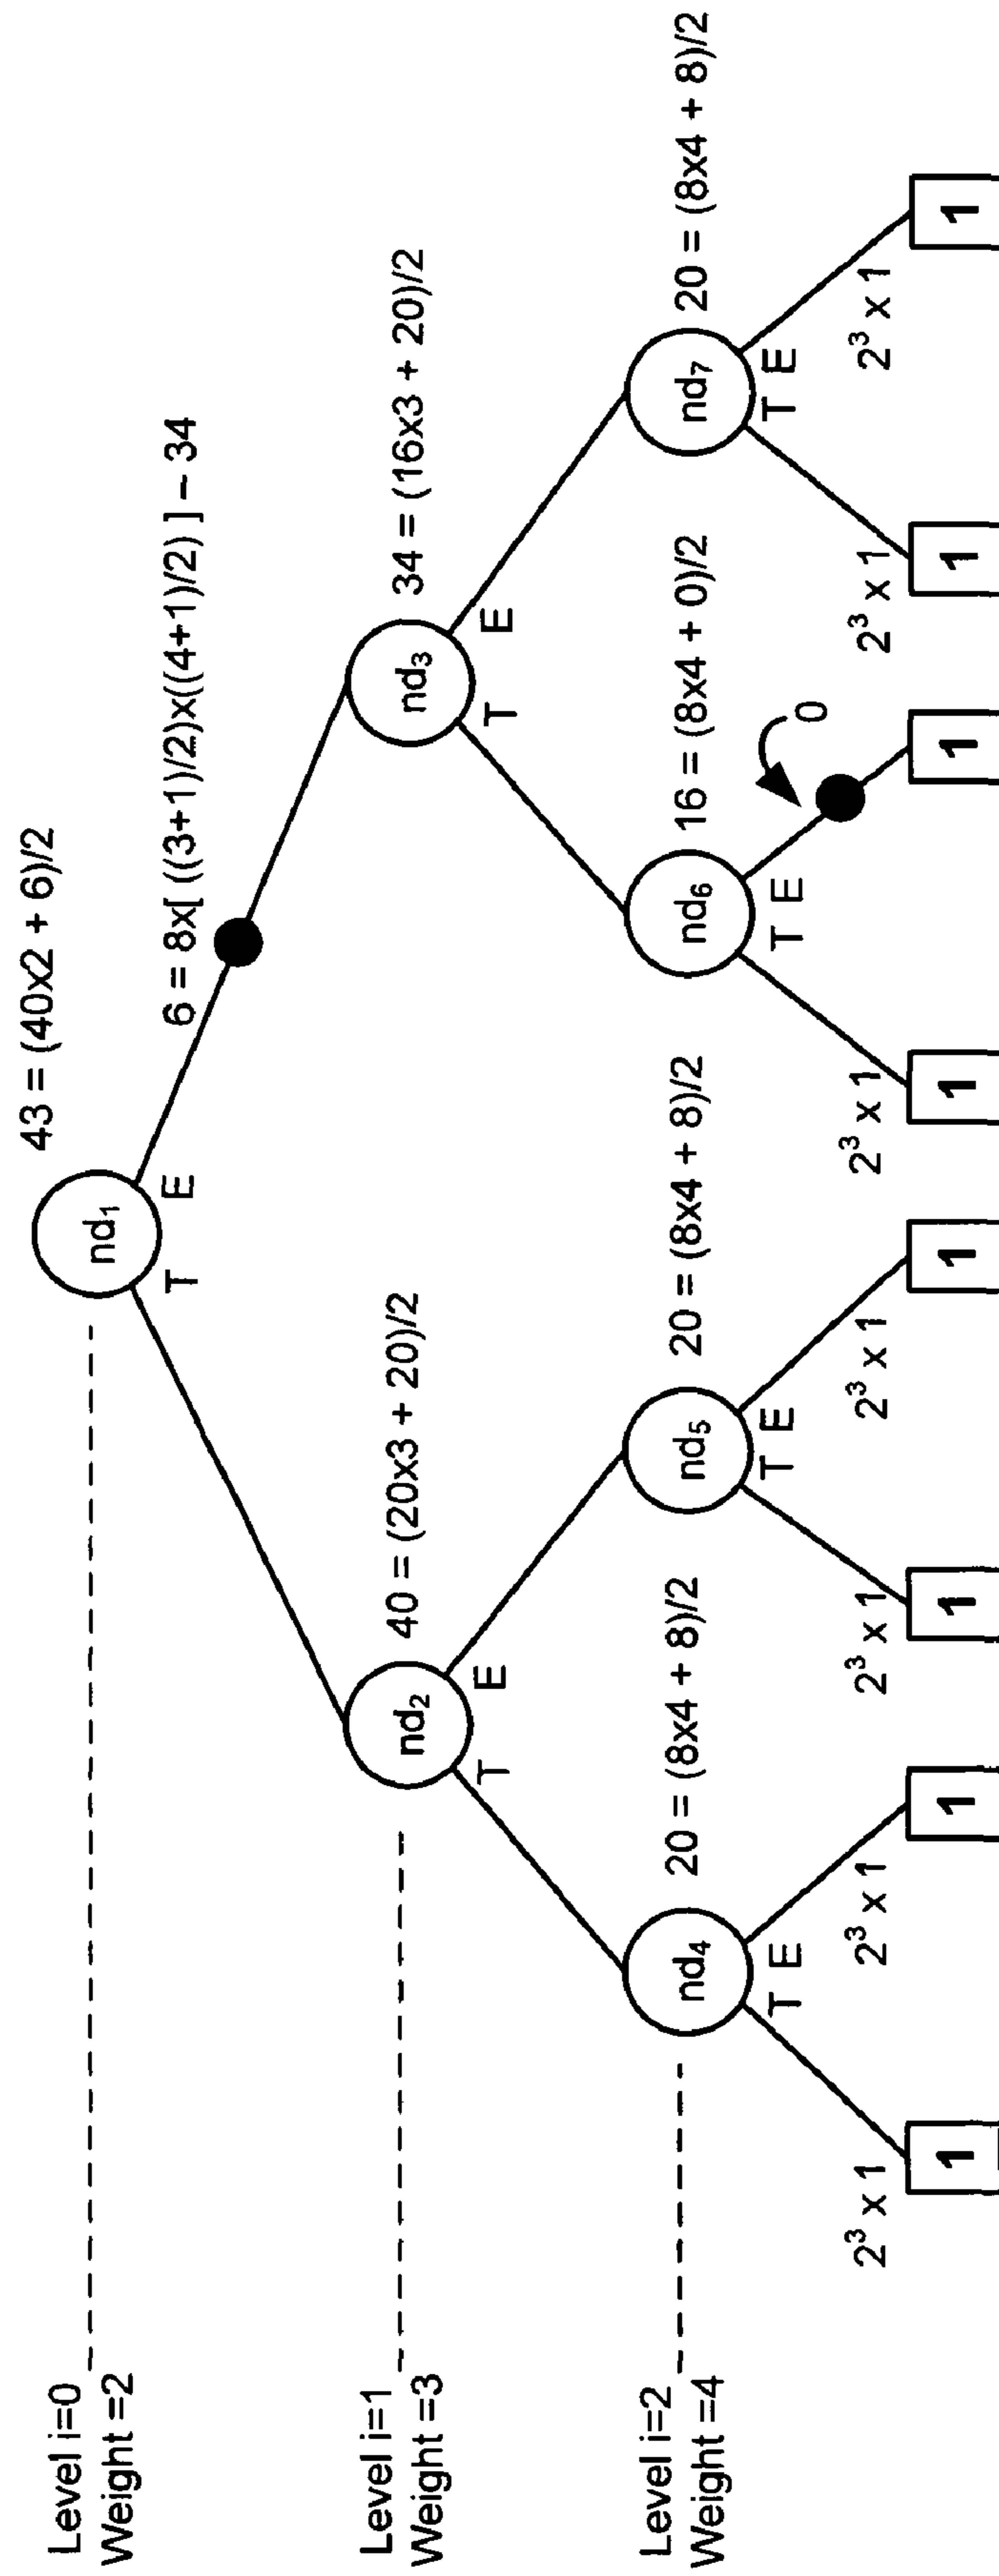 43 = (40x2 + 6)/2
Level i=0
Weight =2
nd₁
T E
6 = 8x[ ((3+1)/2)x((4+1)/2) ] – 34
Level i=1
Weight =3
nd₂
40 = (20x3 + 20)/2
T E
nd₃
34 = (16x3 + 20)/2
T E
Level i=2
Weight =4
nd₄
20 = (8x4 + 8)/2
T E
nd₅
20 = (8x4 + 8)/2
T E
nd₆
16 = (8x4 + 0)/2
T E
0
nd₇
20 = (8x4 + 8)/2
T E
2³ x 1
2³ x 1
2³ x 1
2³ x 1
2³ x 1
2³ x 1
2³ x 1
1
1
1
1
1
1
1
1